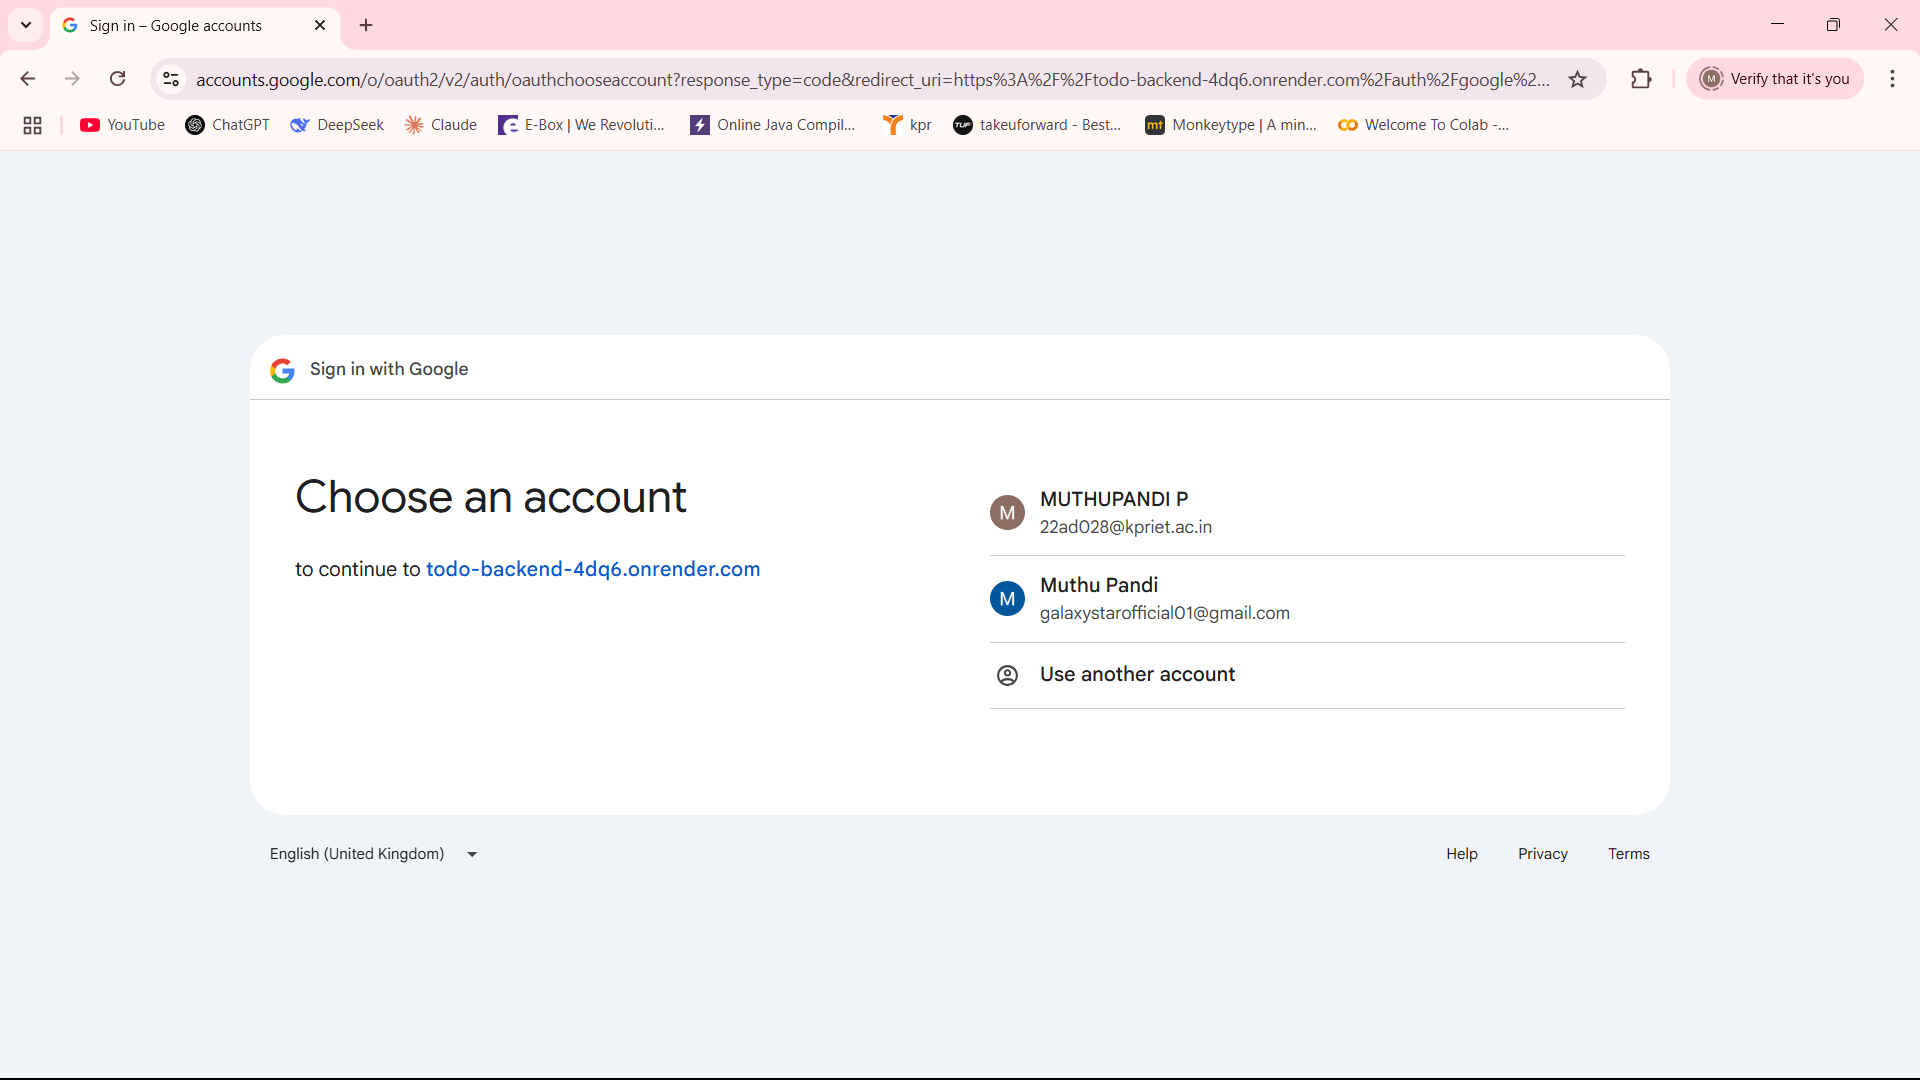 Sign in – Google accounts
accounts.google.com/o/oauth2/v2/auth/oauthchooseaccount?response_type=code&redirect_uri=https%3A%2F%2Ftodo-backend-4dq6.onrender.com%2Fauth%2Fgoogle%2...
M Verify that it's you
YouTube ChatGPT DeepSeek Claude E-Box | We Revoluti... Online Java Compil... kpr TUF takeuforward - Best... mt Monkeytype | A min... Welcome To Colab -...
Sign in with Google
Choose an account
to continue to todo-backend-4dq6.onrender.com
M MUTHUPANDI P
22ad028@kpriet.ac.in
M Muthu Pandi
galaxystarofficial01@gmail.com
Use another account
English (United Kingdom)
Help Privacy Terms